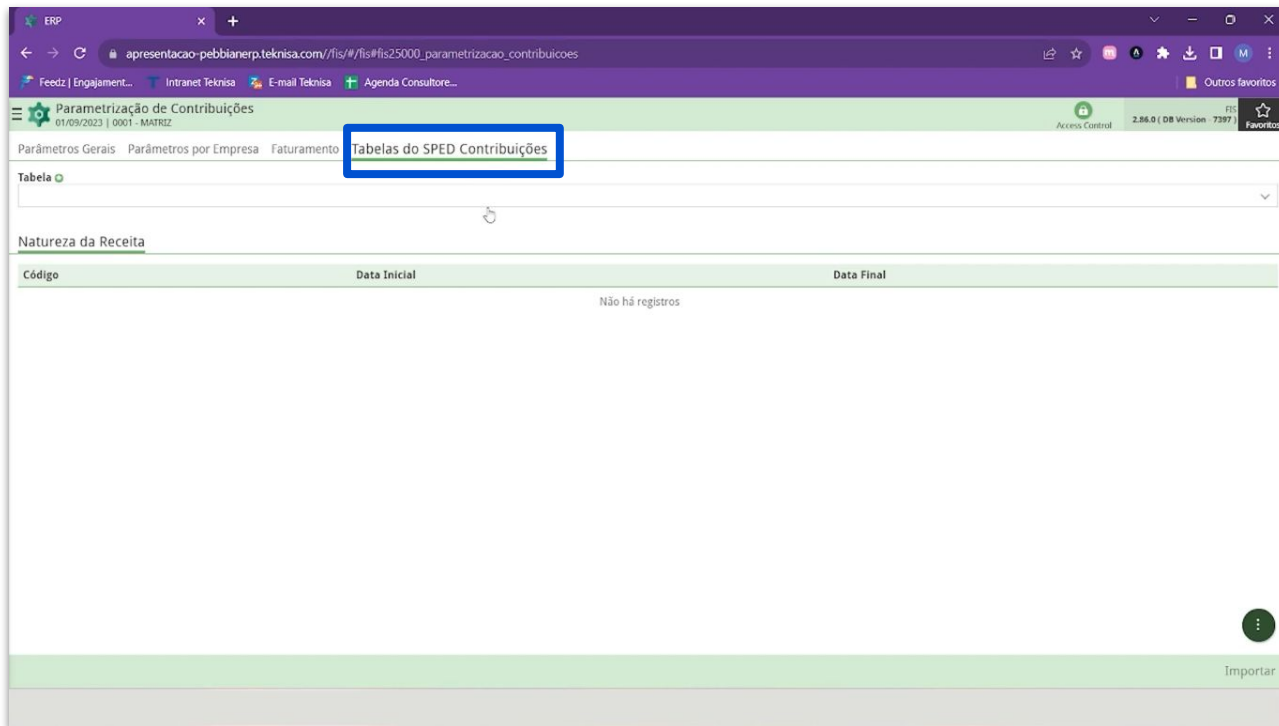 ERP
apresentacao-pebbianerp.teknisa.com//fis/#/fis#fis25000_parametrizacao_contribuicoes
Feedz | Engajament... Intranet Teknisa E-mail Teknisa Agenda Consultore... Outros favoritos
Parametrização de Contribuições
01/09/2023 | 0001 - MATRIZ
Access Control
FIS
2.86.0 ( DB Version - 7397 )
Favoritos
Parâmetros Gerais Parâmetros por Empresa Faturamento Tabelas do SPED Contribuições
Tabela
Natureza da Receita
Código Data Inicial Data Final
Não há registros
Importar